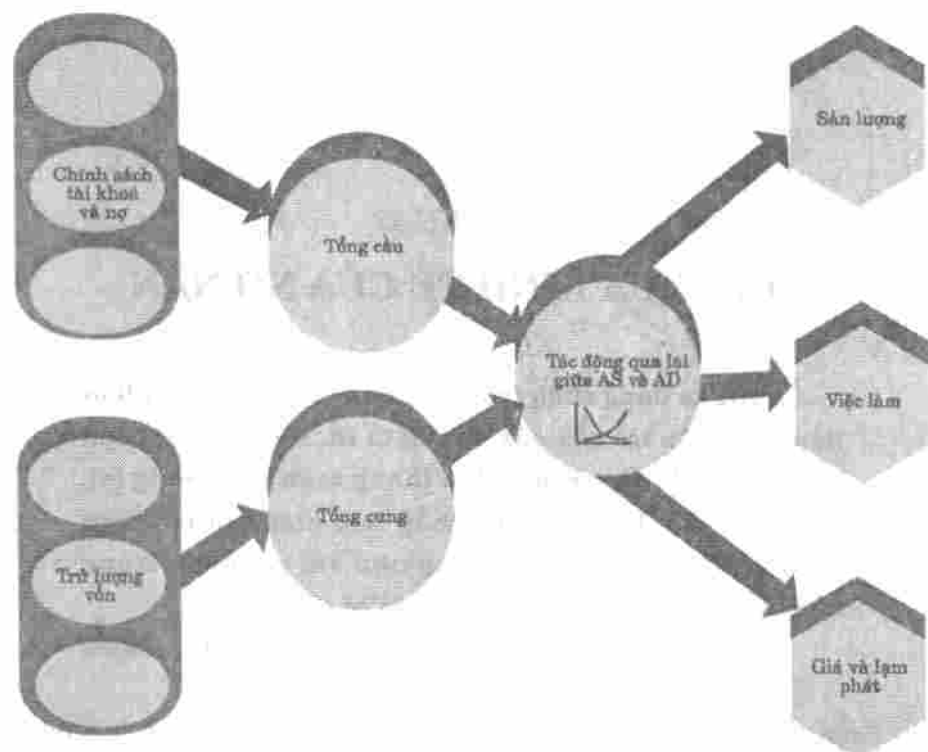 Chính sách
tài khoá
và nợ
Tổng cầu
Sản lượng
Tác động qua lại
giữa AS và AD
Việc làm
Trữ lượng
vốn
Tổng cung
Giá và lạm
phát